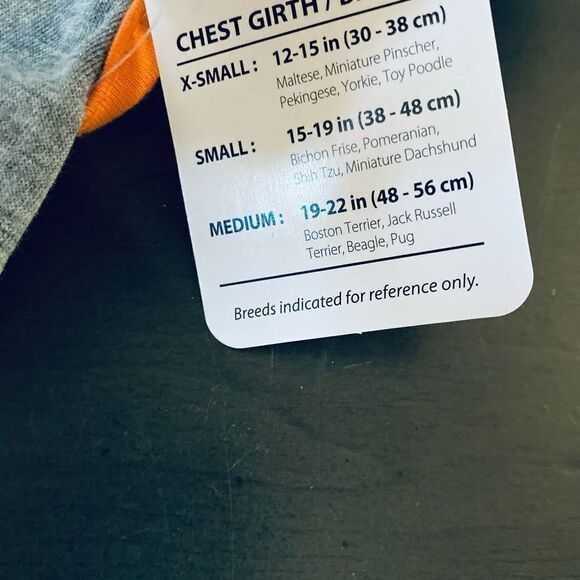 CHEST GIRTH /
X-SMALL: 12-15 in (30 - 38 cm)
Maltese, Miniature Pinscher,
Pekingese, Yorkie, Toy Poodle
SMALL: 15-19 in (38 - 48 cm)
Bichon Frise, Pomeranian,
Shih Tzu, Miniature Dachshund
MEDIUM: 19-22 in (48 - 56 cm)
Boston Terrier, Jack Russell
Terrier, Beagle, Pug
Breeds indicated for reference only.